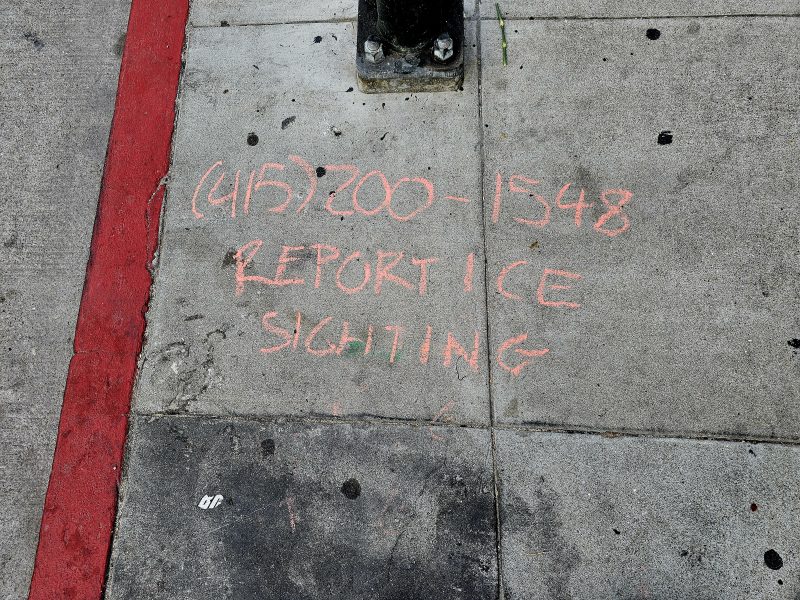 (415)200-1548
REPORT ICE
SIGHTING